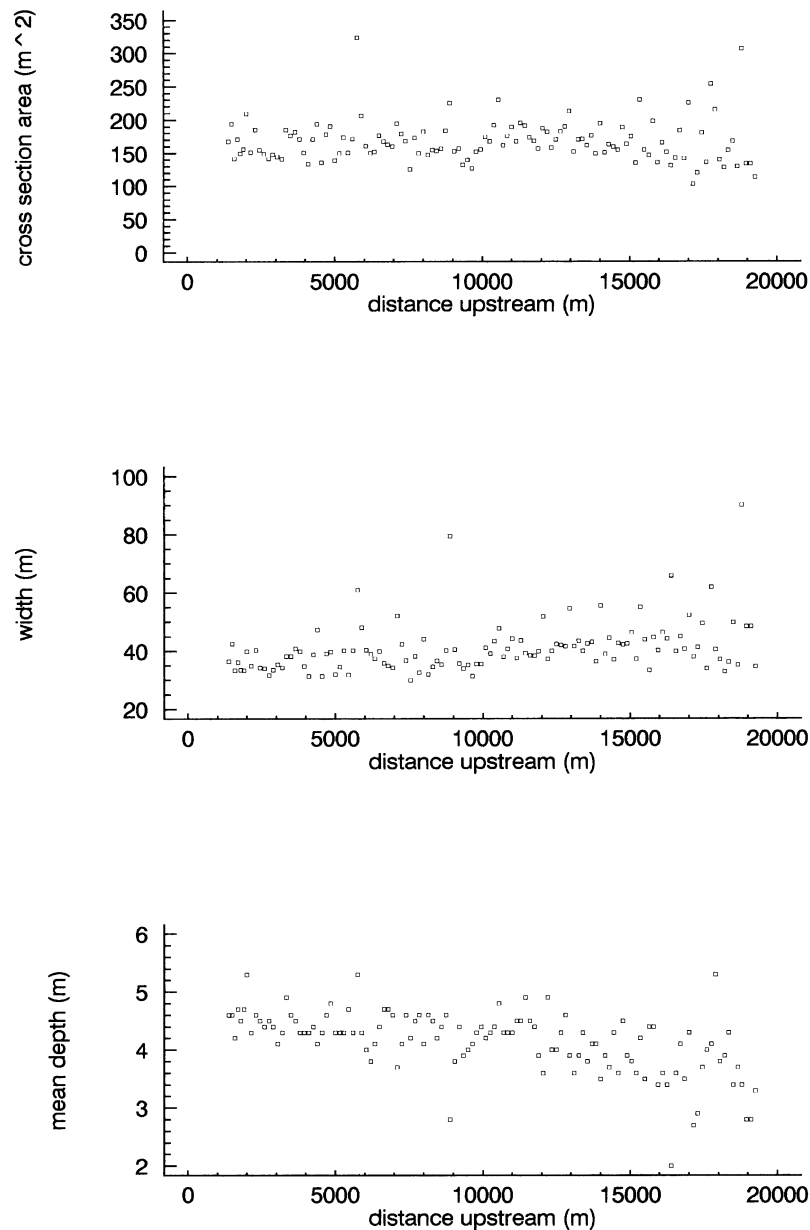 cross section area (m^2)
350
300
250
200
150
100
50
0
0 5000 10000 15000 20000
distance upstream (m)
width (m)
100
80
60
40
20
0 5000 10000 15000 20000
distance upstream (m)
mean depth (m)
6
5
4
3
2
0 5000 10000 15000 20000
distance upstream (m)